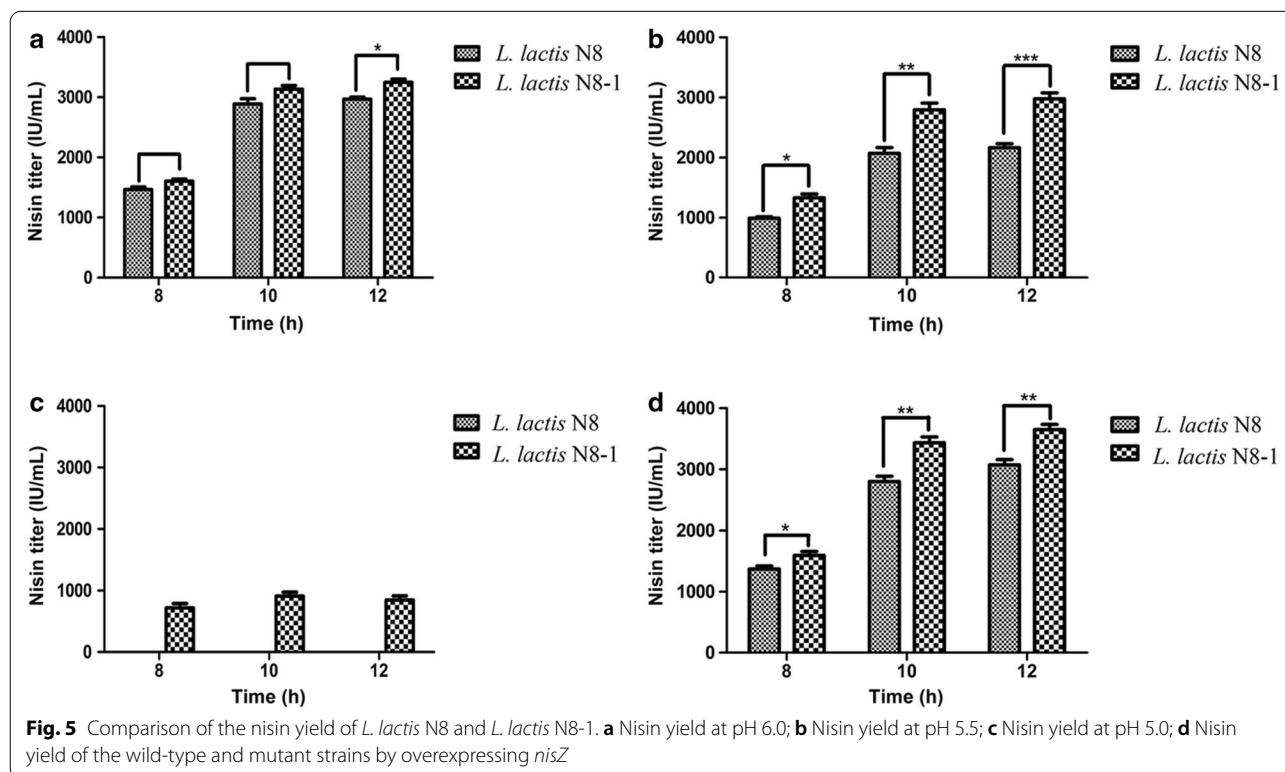 a
4000
3000
2000
1000
0
Nisin titer (IU/mL)
*
8
10
12
Time (h)
L. lactis N8
L. lactis N8-1
b
4000
3000
2000
1000
0
Nisin titer (IU/mL)
*
**
***
8
10
12
Time (h)
L. lactis N8
L. lactis N8-1
c
4000
3000
2000
1000
0
Nisin titer (IU/mL)
8
10
12
Time (h)
L. lactis N8
L. lactis N8-1
d
4000
3000
2000
1000
0
Nisin titer (IU/mL)
*
**
**
8
10
12
Time (h)
L. lactis N8
L. lactis N8-1
Fig. 5 Comparison of the nisin yield of L. lactis N8 and L. lactis N8-1. a Nisin yield at pH 6.0; b Nisin yield at pH 5.5; c Nisin yield at pH 5.0; d Nisin
yield of the wild-type and mutant strains by overexpressing nisZ